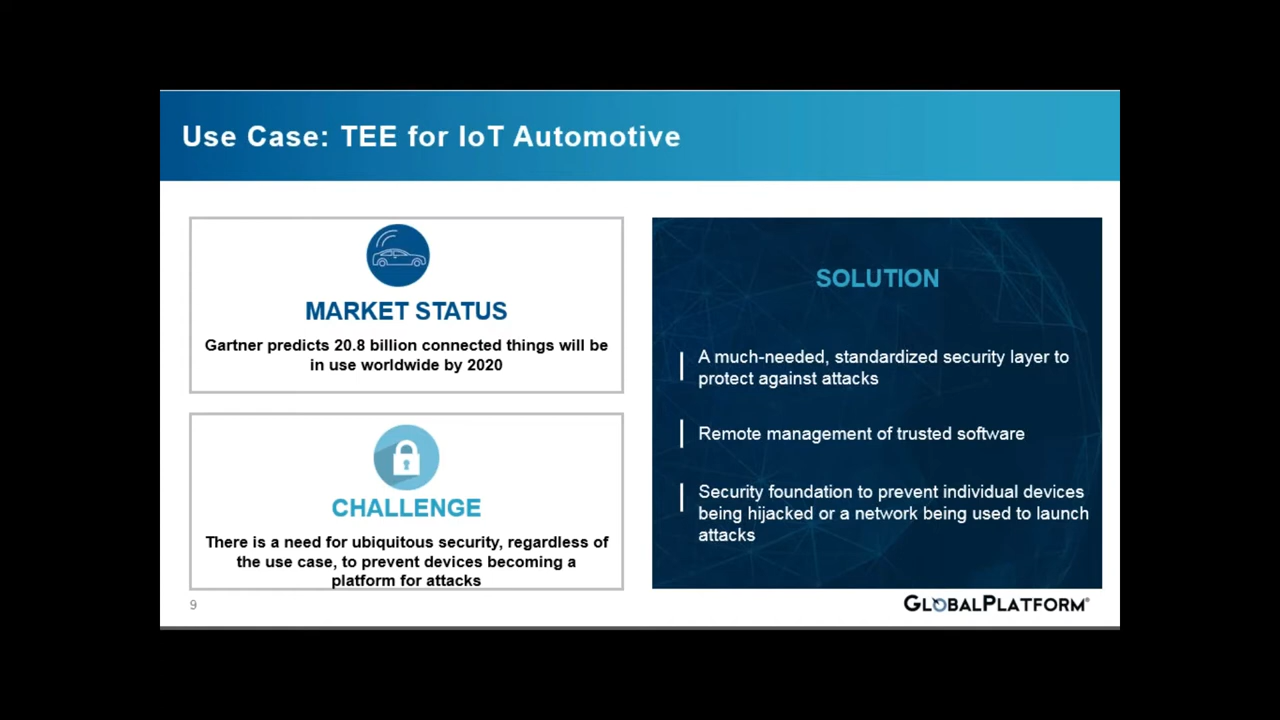 Use Case: TEE for IoT Automotive
MARKET STATUS
Gartner predicts 20.8 billion connected things will be
in use worldwide by 2020
CHALLENGE
There is a need for ubiquitous security, regardless of
the use case, to prevent devices becoming a
platform for attacks
SOLUTION
A much-needed, standardized security layer to
protect against attacks
Remote management of trusted software
Security foundation to prevent individual devices
being hijacked or a network being used to launch
attacks
9
GLOBALPLATFORM®